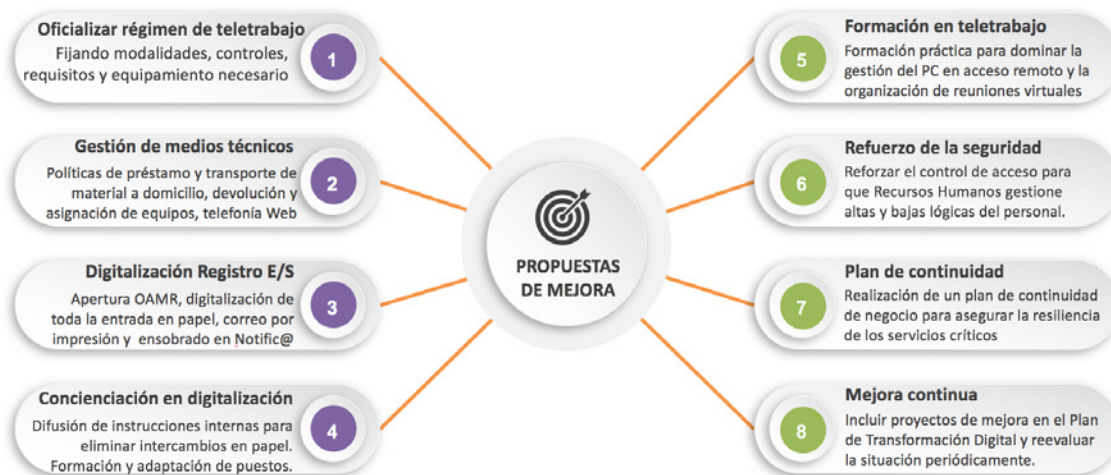 Oficializar régimen de teletrabajo
Fijando modalidades, controles,
requisitos y equipamiento necesario
1
Gestión de medios técnicos
Políticas de préstamo y transporte de
material a domicilio, devolución y
asignación de equipos, telefonía Web
2
Digitalización Registro E/S
Apertura OAMR, digitalización de
toda la entrada en papel, correo por
impresión y ensobrado en Notific@
3
Concienciación en digitalización
Difusión de instrucciones internas para
eliminar intercambios en papel.
Formación y adaptación de puestos.
4
PROPUESTAS
DE MEJORA
5
Formación en teletrabajo
Formación práctica para dominar la
gestión del PC en acceso remoto y la
organización de reuniones virtuales
6
Refuerzo de la seguridad
Reforzar el control de acceso para
que Recursos Humanos gestione
altas y bajas lógicas del personal.
7
Plan de continuidad
Realización de un plan de continuidad
de negocio para asegurar la resiliencia
de los servicios críticos
8
Mejora continua
Incluir proyectos de mejora en el Plan
de Transformación Digital y reevaluar
la situación periódicamente.